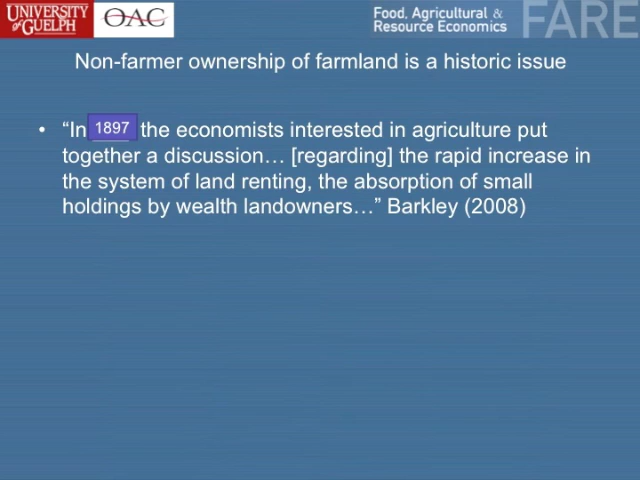 UNIVERSITY
of GUELPH
OAC
Food, Agricultural &
Resource Economics
FARE
Non-farmer ownership of farmland is a historic issue
• “In 1897 the economists interested in agriculture put
together a discussion… [regarding] the rapid increase in
the system of land renting, the absorption of small
holdings by wealth landowners…” Barkley (2008)